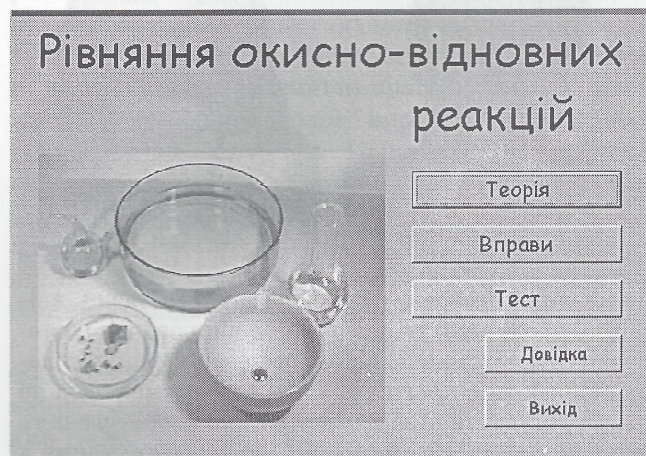 Рівняння окисно-відновних
реакцій
Теорія
Вправи
Тест
Довідка
Вихід